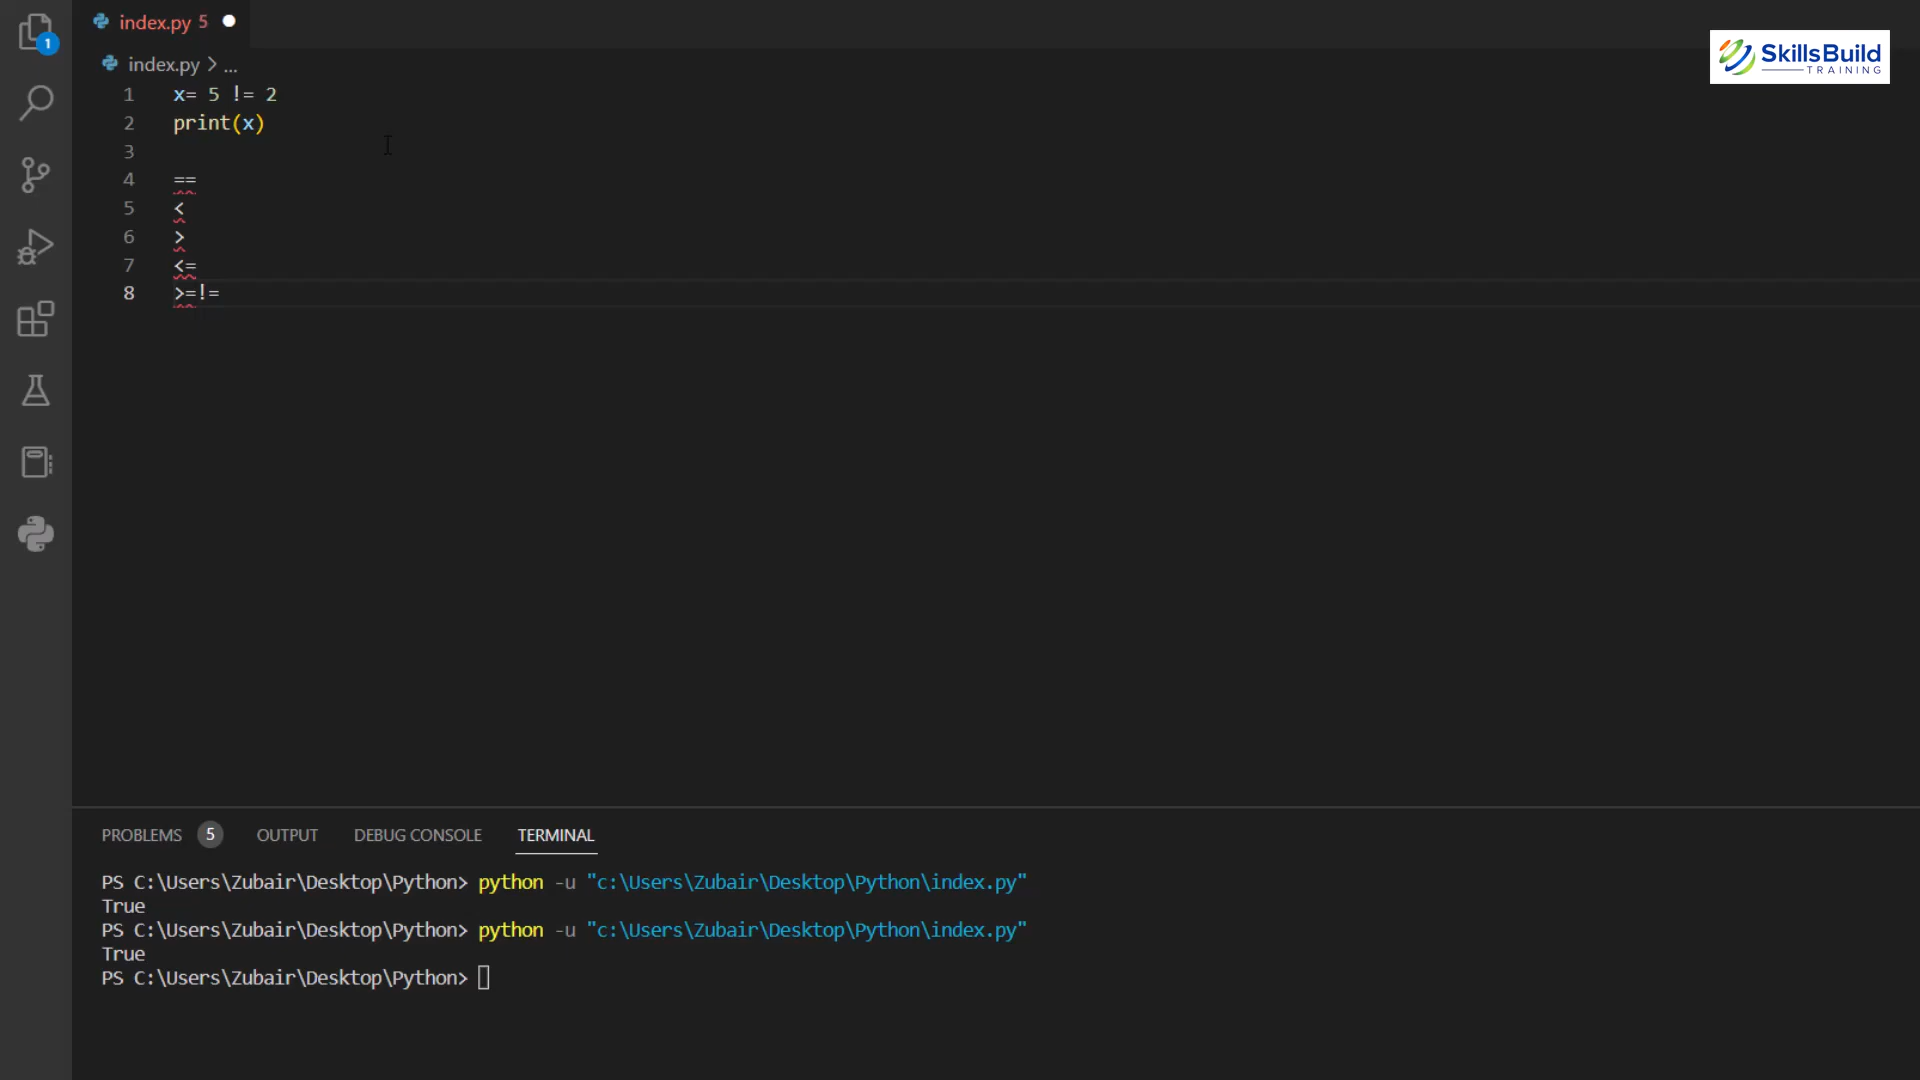 1
index.py 5
index.py > ...
SkillsBuild
TRAINING
1 x= 5 != 2
2 print(x)
3
4 ==
5 <
6 >
7 <=
8 >=!=
PROBLEMS 5 OUTPUT DEBUG CONSOLE TERMINAL
PS C:\Users\Zubair\Desktop\Python> python -u "c:\Users\Zubair\Desktop\Python\index.py"
True
PS C:\Users\Zubair\Desktop\Python> python -u "c:\Users\Zubair\Desktop\Python\index.py"
True
PS C:\Users\Zubair\Desktop\Python>